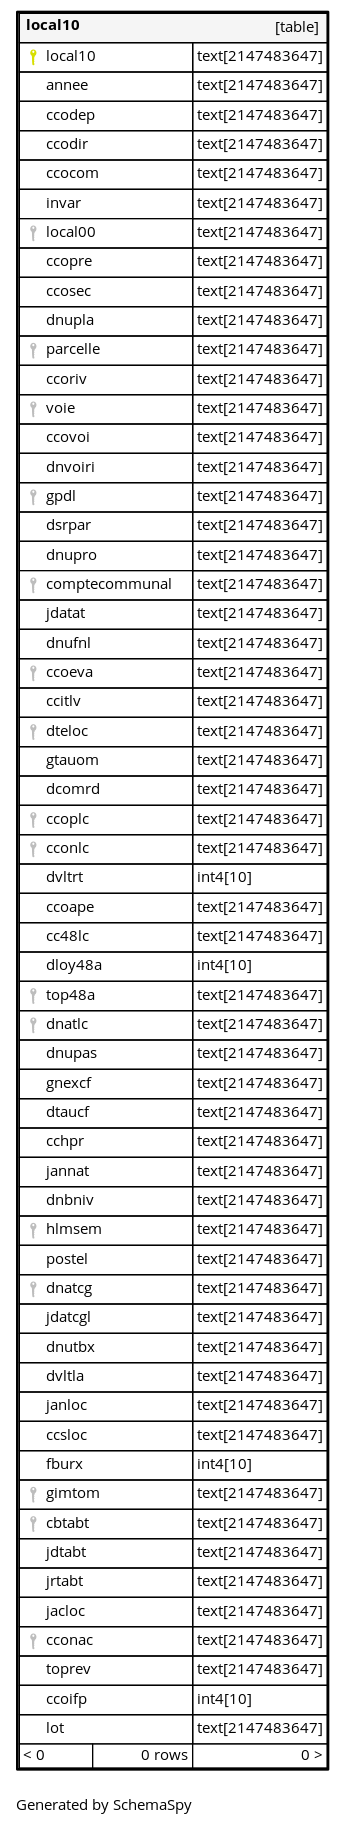 local10 [table]
local10 text[2147483647]
annee text[2147483647]
ccodep text[2147483647]
ccodir text[2147483647]
ccocom text[2147483647]
invar text[2147483647]
local00 text[2147483647]
ccopre text[2147483647]
ccosec text[2147483647]
dnupla text[2147483647]
parcelle text[2147483647]
ccoriv text[2147483647]
voie text[2147483647]
ccovoi text[2147483647]
dnvoiri text[2147483647]
gpdl text[2147483647]
dsrpar text[2147483647]
dnupro text[2147483647]
comptecommunal text[2147483647]
jdatat text[2147483647]
dnufnl text[2147483647]
ccoeva text[2147483647]
ccitlv text[2147483647]
dteloc text[2147483647]
gtauom text[2147483647]
dcomrd text[2147483647]
ccoplc text[2147483647]
cconlc text[2147483647]
dvltrt int4[10]
ccoape text[2147483647]
cc48lc text[2147483647]
dloy48a int4[10]
top48a text[2147483647]
dnatlc text[2147483647]
dnupas text[2147483647]
gnexcf text[2147483647]
dtaucf text[2147483647]
cchpr text[2147483647]
jannat text[2147483647]
dnbniv text[2147483647]
hlmsem text[2147483647]
postel text[2147483647]
dnatcg text[2147483647]
jdatcgl text[2147483647]
dnutbx text[2147483647]
dvltla text[2147483647]
janloc text[2147483647]
ccsloc text[2147483647]
fburx int4[10]
gimtom text[2147483647]
cbtabt text[2147483647]
jdtabt text[2147483647]
jrtabt text[2147483647]
jacloc text[2147483647]
cconac text[2147483647]
toprev text[2147483647]
ccoifp int4[10]
lot text[2147483647]
< 0 0 rows 0 >
Generated by SchemaSpy